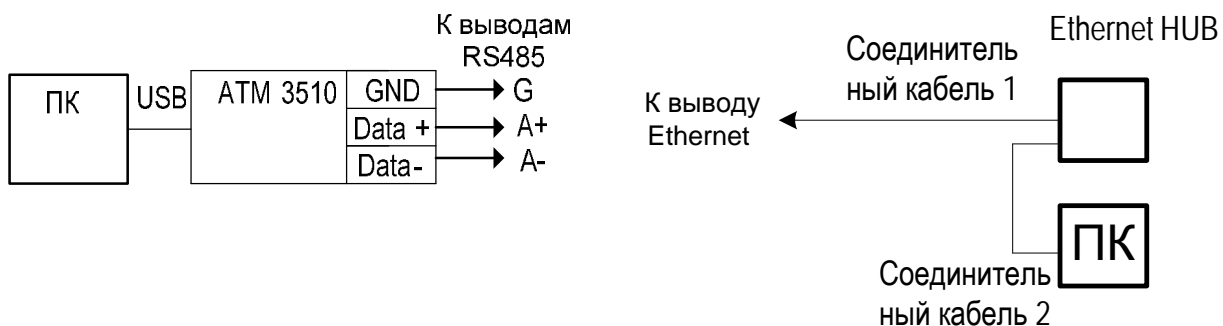 К выводам
RS485
ПК
USB
ATM 3510
GND
G
Data +
A+
Data-
A-
Ethernet HUB
Соединитель
ный кабель 1
К выводу
Ethernet
ПК
Соединитель
ный кабель 2